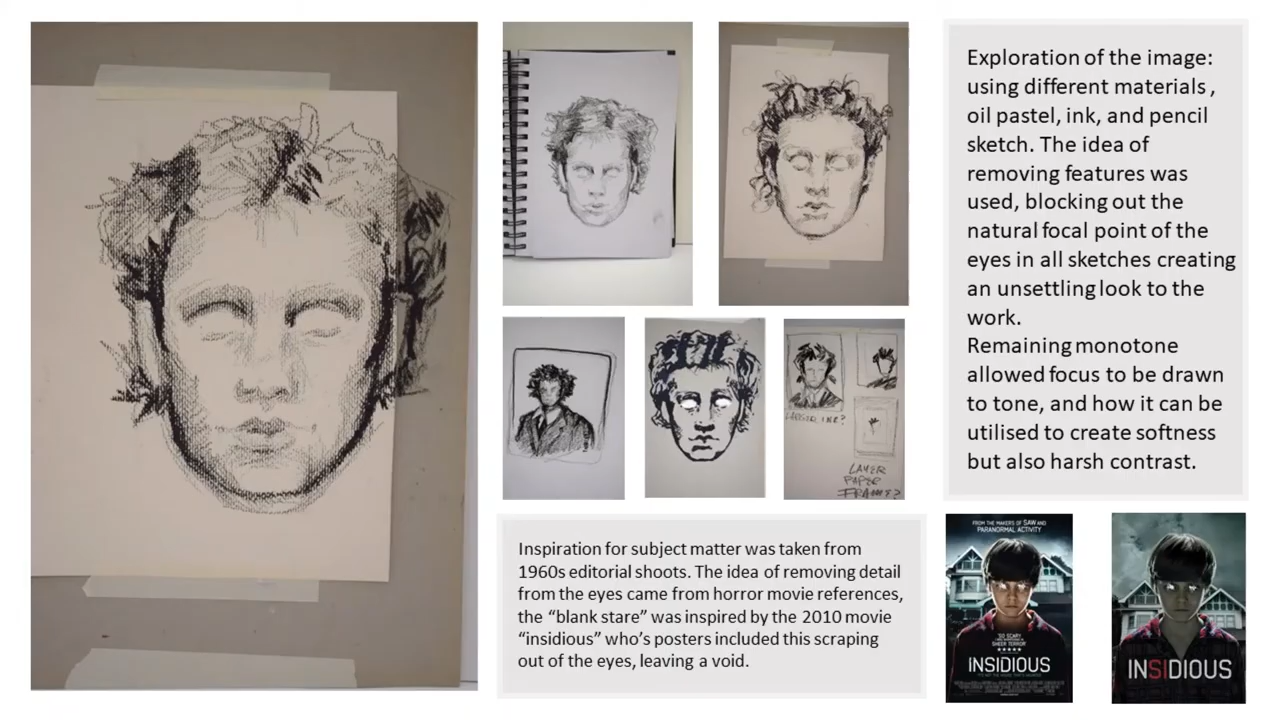 Exploration of the image:
using different materials ,
oil pastel, ink, and pencil
sketch. The idea of
removing features was
used, blocking out the
natural focal point of the
eyes in all sketches creating
an unsettling look to the
work.
Remaining monotone
allowed focus to be drawn
to tone, and how it can be
utilised to create softness
but also harsh contrast.
LAYER
PAPER
FRAME?
Inspiration for subject matter was taken from
1960s editorial shoots. The idea of removing detail
from the eyes came from horror movie references,
the “blank stare” was inspired by the 2010 movie
“insidious” who’s posters included this scraping
out of the eyes, leaving a void.
FROM THE MAKERS OF SAW AND
PARANORMAL ACTIVITY
INSIDIOUS
INSIDIOUS